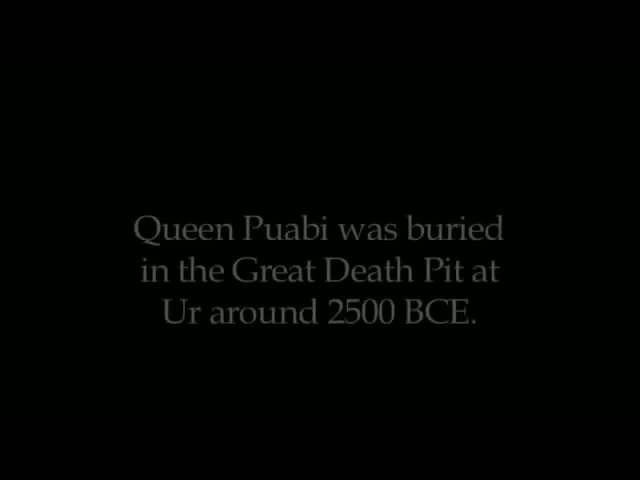 Queen Puabi was buried
in the Great Death Pit at
Ur around 2500 BCE.